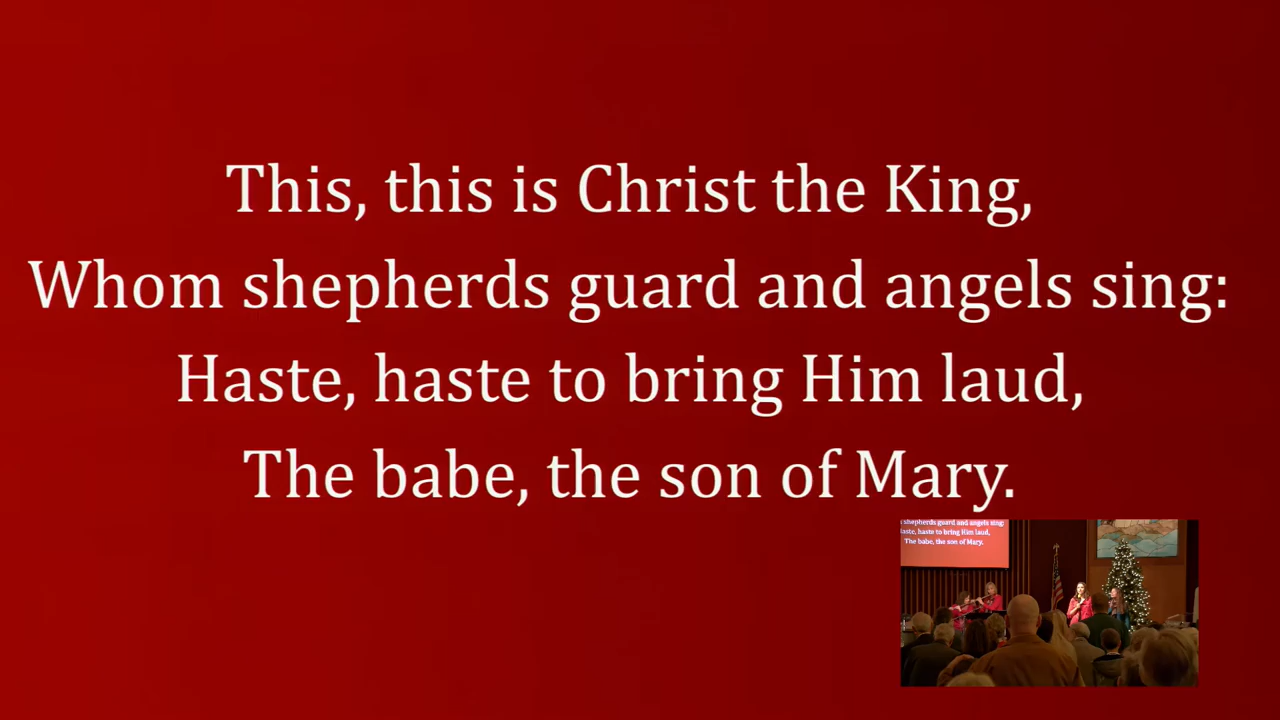 This, this is Christ the King,
Whom shepherds guard and angels sing:
Haste, haste to bring Him laud,
The babe, the son of Mary.
shepherds guard and angels sing:
haste to bring Him laud,
The babe, the son of Mary.